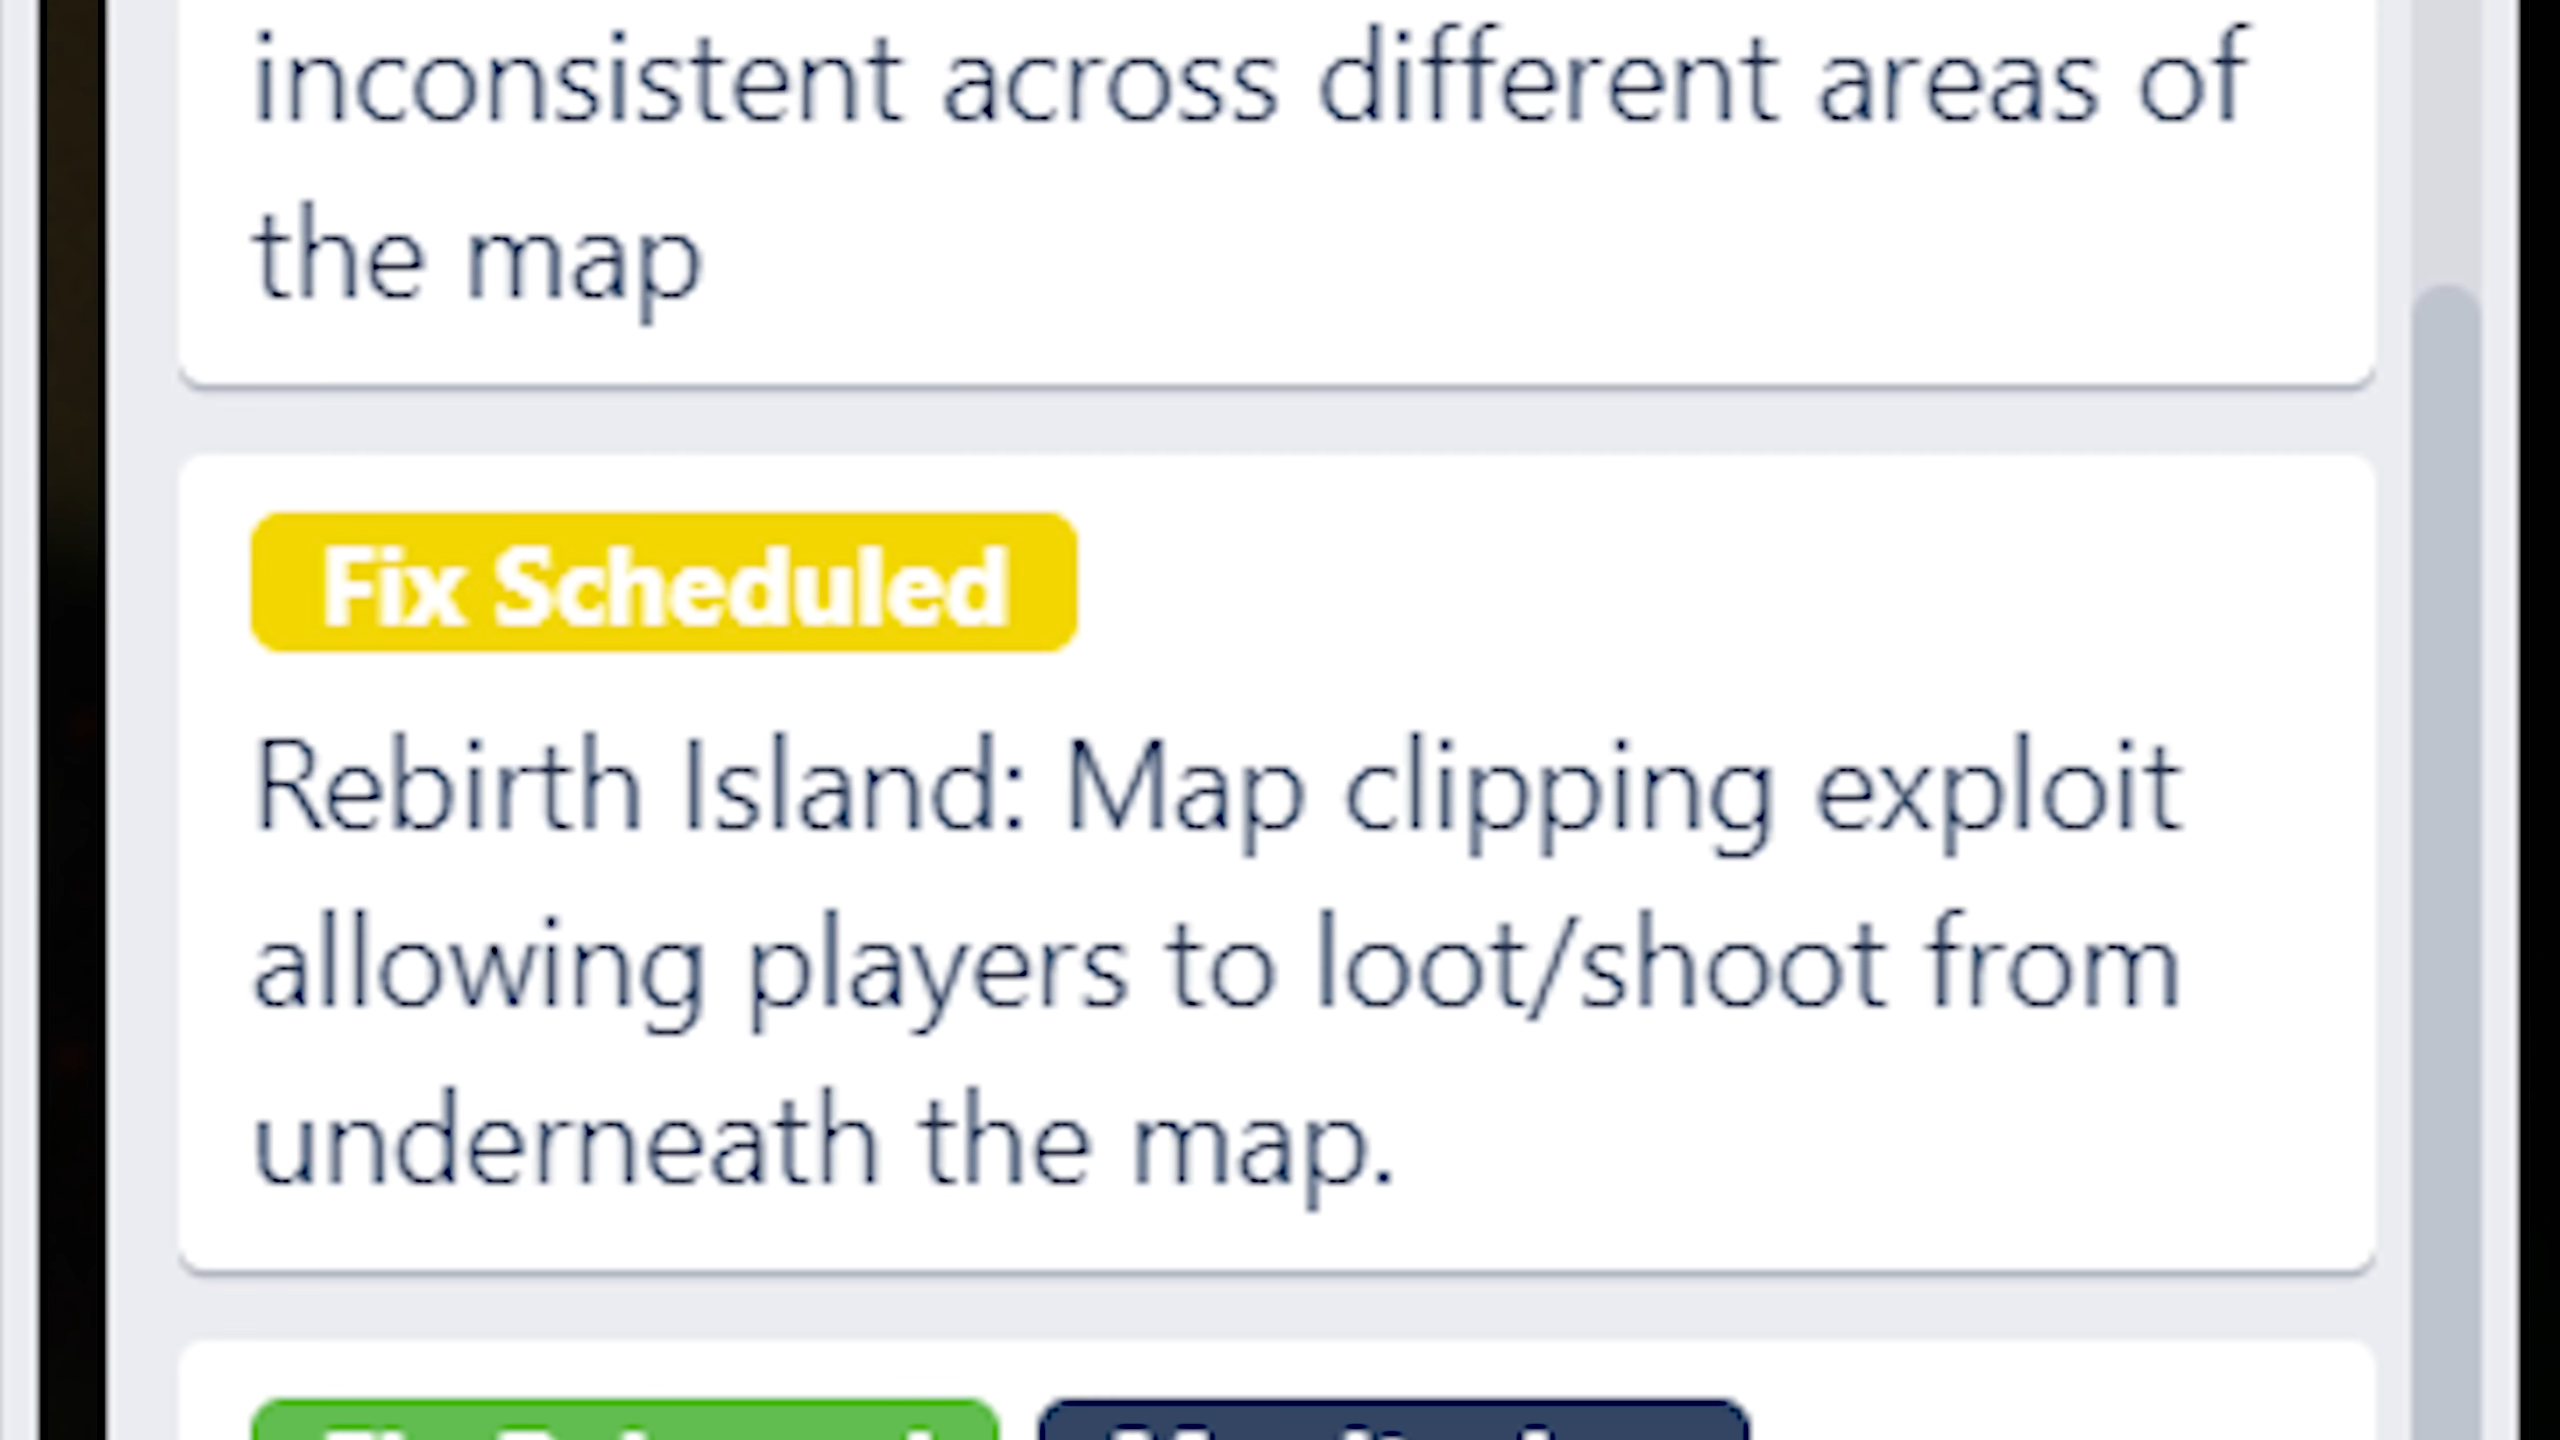 inconsistent across different areas of
the map
Fix Scheduled
Rebirth Island: Map clipping exploit
allowing players to loot/shoot from
underneath the map.